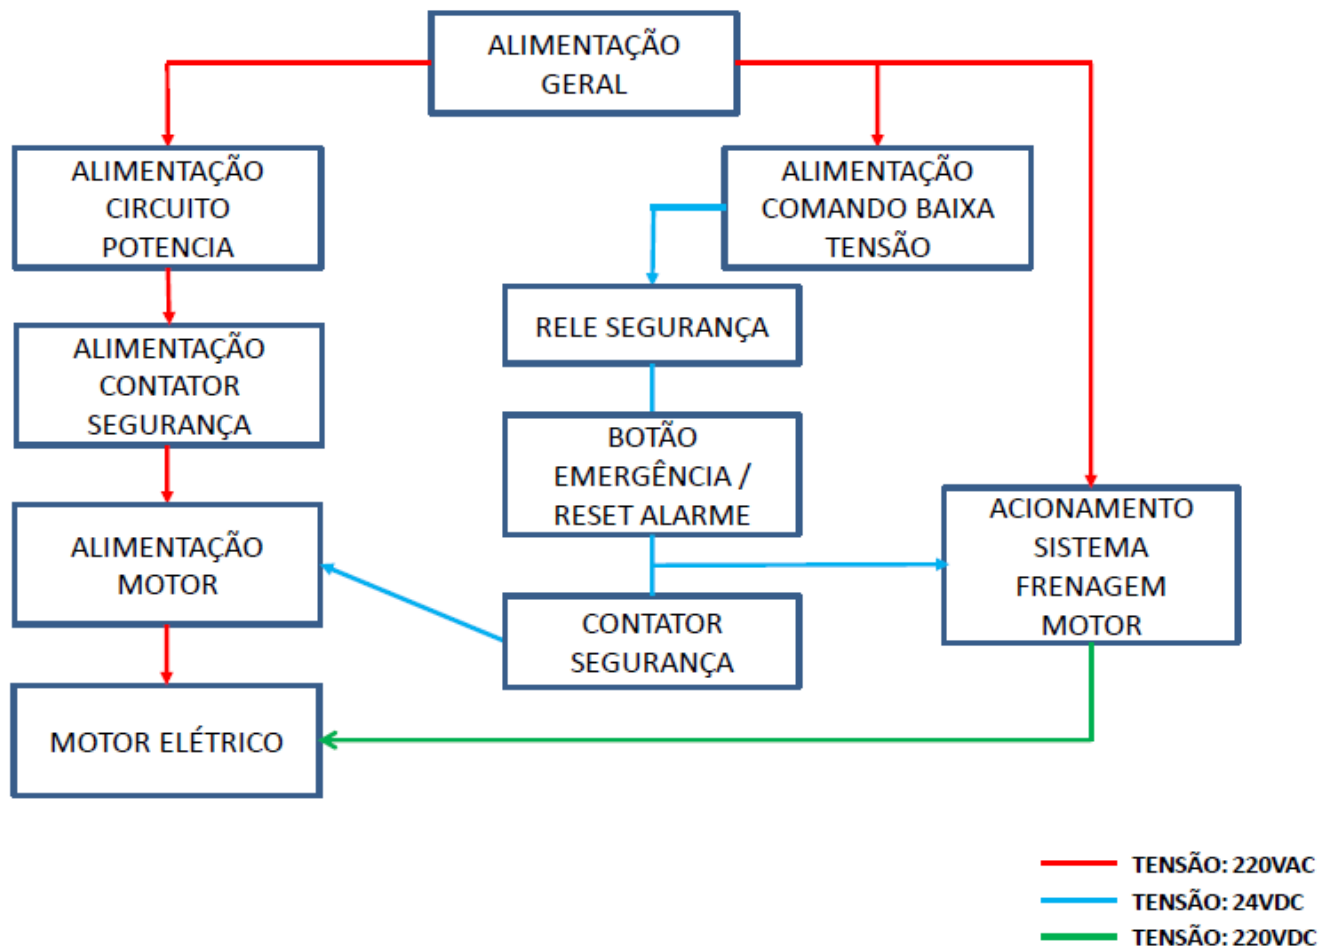 ALIMENTAÇÃO
GERAL
ALIMENTAÇÃO
CIRCUITO
POTENCIA
ALIMENTAÇÃO
COMANDO BAIXA
TENSÃO
RELE SEGURANÇA
ALIMENTAÇÃO
CONTATOR
SEGURANÇA
BOTÃO
EMERGÊNCIA /
RESET ALARME
ALIMENTAÇÃO
MOTOR
ACIONAMENTO
SISTEMA
FRENAGEM
MOTOR
CONTATOR
SEGURANÇA
MOTOR ELÉTRICO
TENSÃO: 220VAC
TENSÃO: 24VDC
TENSÃO: 220VDC